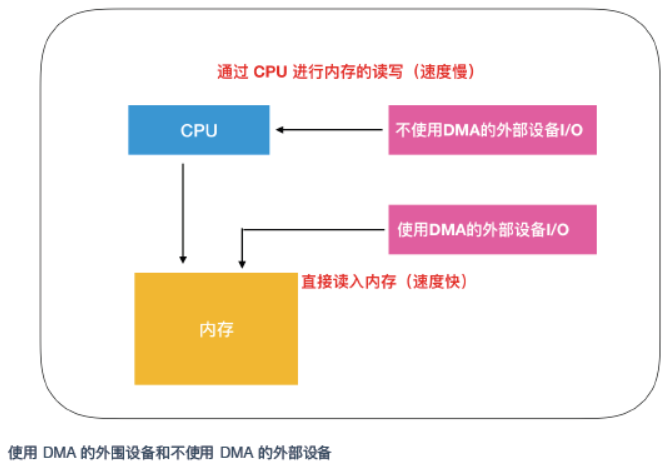 通过 CPU 进行内存的读写（速度慢）
CPU
不使用DMA的外部设备I/O
使用DMA的外部设备I/O
直接读入内存（速度快）
内存
使用 DMA 的外围设备和不使用 DMA 的外部设备